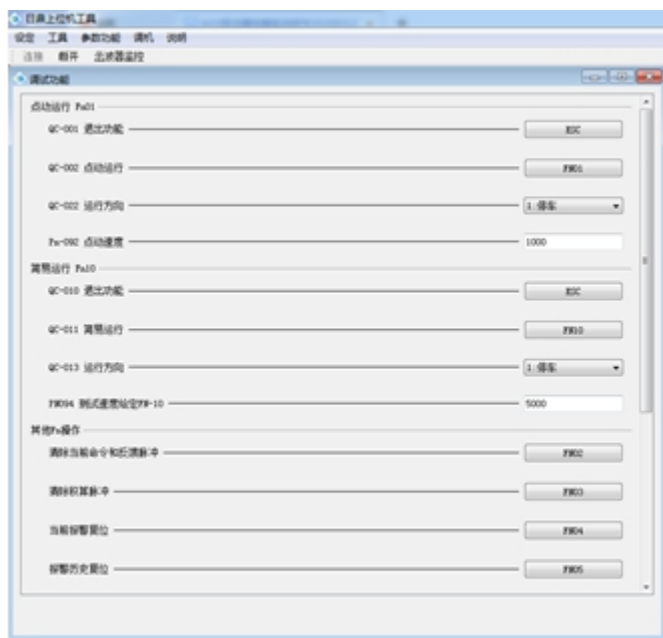 日鼎上位机工具
设定 工具 参数功能 调机 说明
连接 断开 示波器监控
调试功能
点动运行 Fn01
QC-001 退出功能 ESC
QC-002 点动运行 FN01
QC-022 运行方向 1:停车
Fn-092 点动速度 1000
简易运行 Fn10
QC-010 退出功能 ESC
QC-011 简易运行 FN10
QC-013 运行方向 1:停车
FN094 测试速度给定FN-10 5000
其他Fn操作
清除当前命令和反馈脉冲 FN02
清除积算脉冲 FN03
当前报警复位 FN04
报警历史复位 FN05